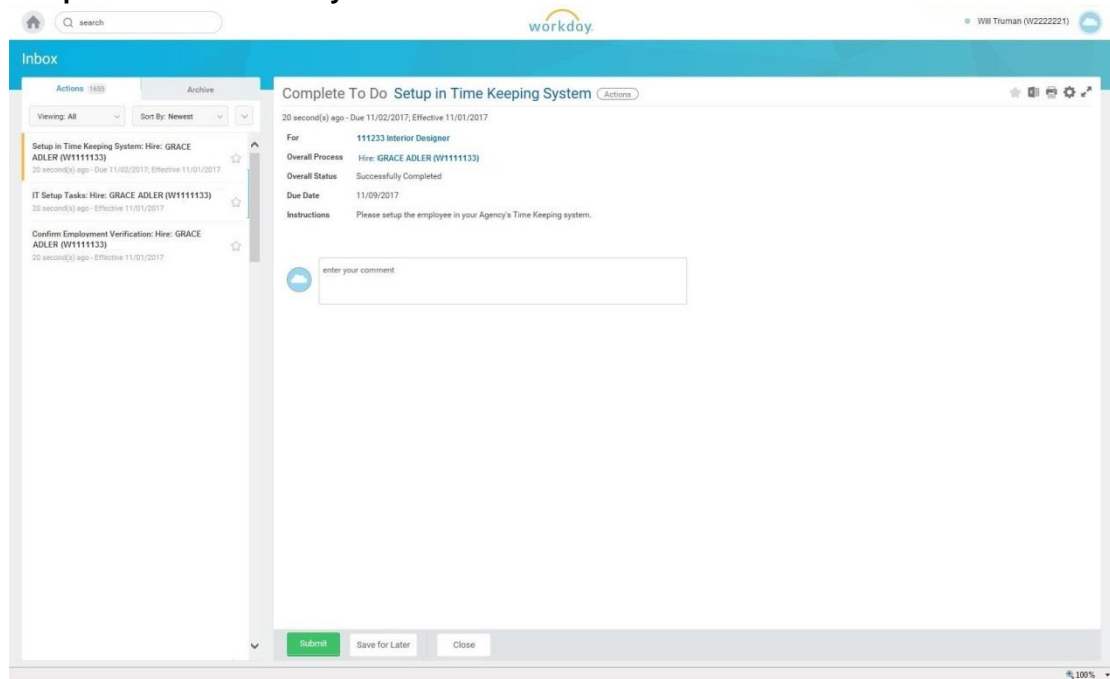 search
workday.
Will Truman (W2222221)
Inbox
Actions 1633
Archive
Viewing: All
Sort By: Newest
Setup in Time Keeping System: Hire: GRACE
ADLER (W1111133)
20 second(s) ago - Due 11/02/2017; Effective 11/01/2017
IT Setup Tasks: Hire: GRACE ADLER (W1111133)
20 second(s) ago - Effective 11/01/2017
Confirm Employment Verification: Hire: GRACE
ADLER (W1111133)
20 second(s) ago - Effective 11/01/2017
Complete To Do Setup in Time Keeping System Actions
20 second(s) ago - Due 11/02/2017; Effective 11/01/2017
For 111233 Interior Designer
Overall Process Hire: GRACE ADLER (W1111133)
Overall Status Successfully Completed
Due Date 11/09/2017
Instructions Please setup the employee in your Agency's Time Keeping system.
enter your comment
Submit
Save for Later
Close
100%